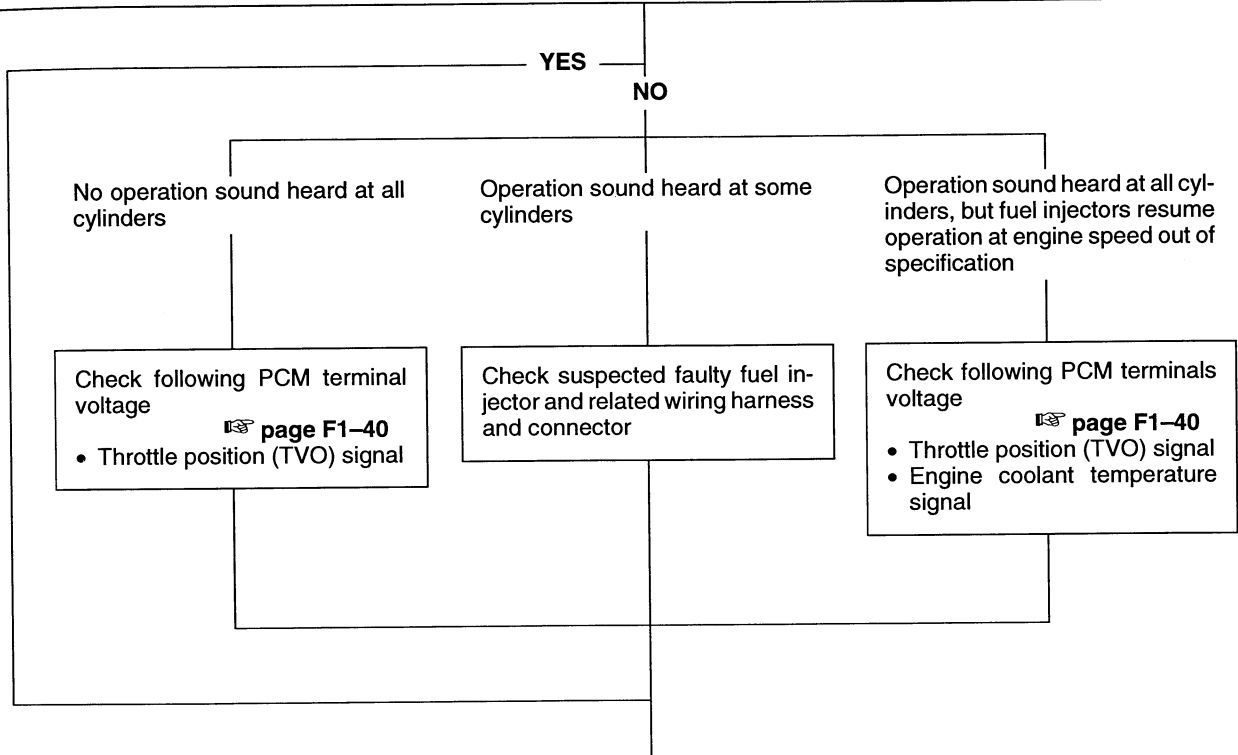 YES
NO
No operation sound heard at all
cylinders
Operation sound heard at some
cylinders
Operation sound heard at all cyl-
inders, but fuel injectors resume
operation at engine speed out of
specification
Check following PCM terminal
voltage
☞ page F1–40
• Throttle position (TVO) signal
Check suspected faulty fuel in-
jector and related wiring harness
and connector
Check following PCM terminals
voltage
☞ page F1–40
• Throttle position (TVO) signal
• Engine coolant temperature
signal